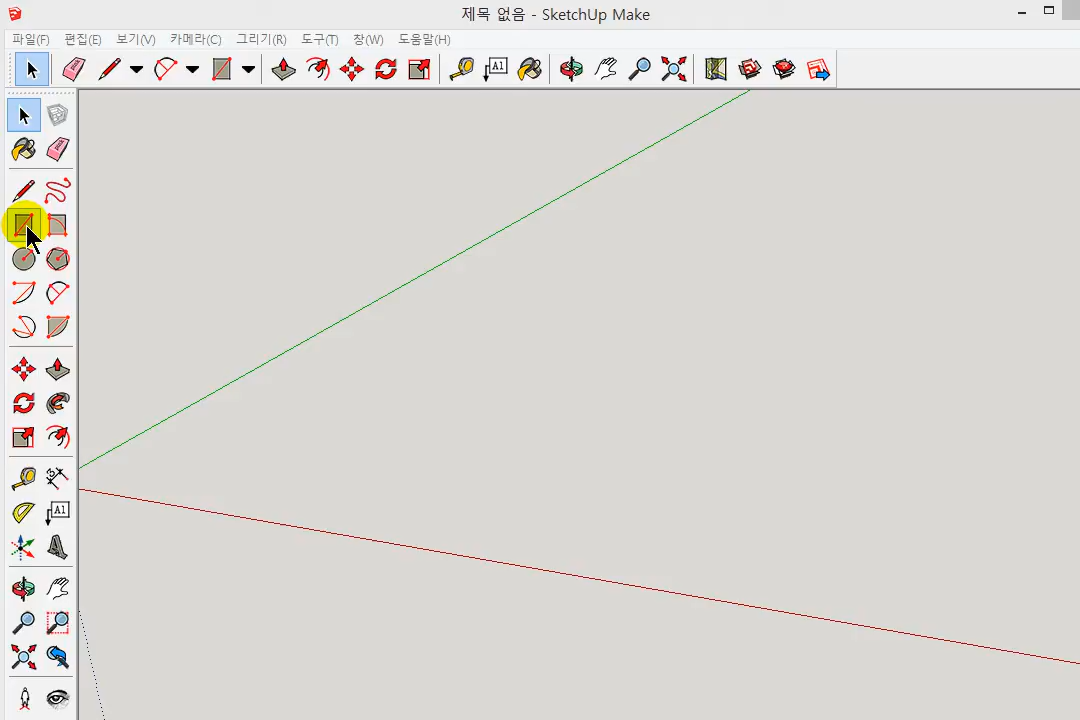 제목 없음 - SketchUp Make
파일(F) 편집(E) 보기(V) 카메라(C) 그리기(R) 도구(T) 창(W) 도움말(H)
A1
A1